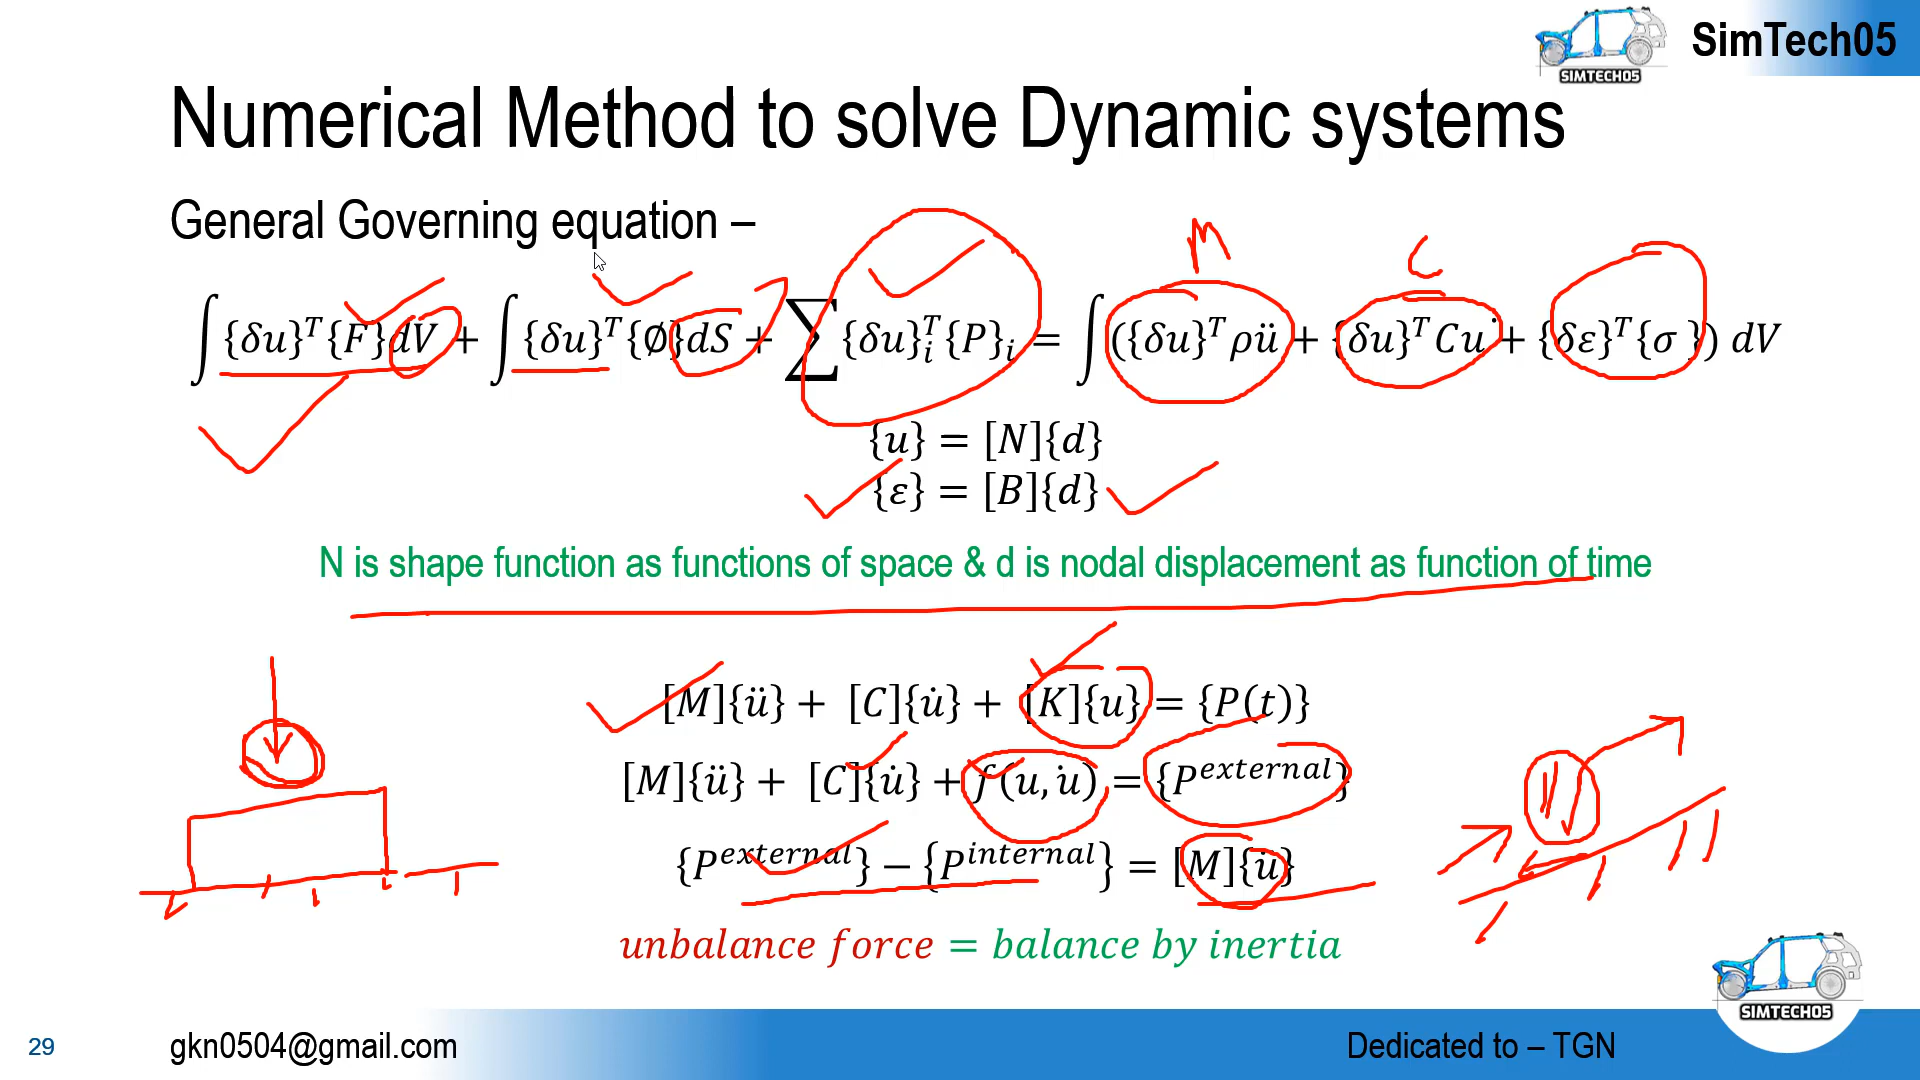 SimTech05
SIMTECH05
Numerical Method to solve Dynamic systems
General Governing equation –
M C
∫{δu}ᵀ{F}dV + ∫{δu}ᵀ{∅}dS + ∑{δu}ᵢᵀ{P}ᵢ = ∫({δu}ᵀρü + {δu}ᵀCu̇ + {δε}ᵀ{σ }) dV
{u} = [N]{d}
{ε} = [B]{d}
N is shape function as functions of space & d is nodal displacement as function of time
[M]{ü} + [C]{u̇} + [K]{u} = {P(t)}
[M]{ü} + [C]{u̇} + f(u, u̇) = {Pᵉˣᵗᵉʳⁿᵃˡ}
{Pᵉˣᵗᵉʳⁿᵃˡ} − {Pⁱⁿᵗᵉʳⁿᵃˡ} = [M]{ü}
unbalance force = balance by inertia
SIMTECH05
29
gkn0504@gmail.com
Dedicated to – TGN